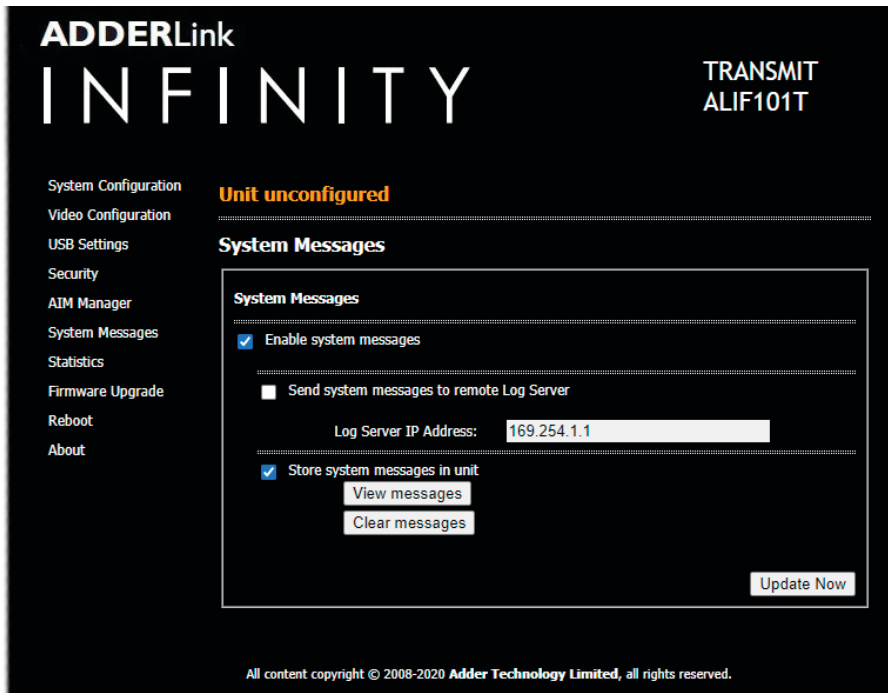 ADDERLink
INFINITY
TRANSMIT
ALIF101T
System Configuration
Video Configuration
USB Settings
Security
AIM Manager
System Messages
Statistics
Firmware Upgrade
Reboot
About
Unit unconfigured
System Messages
System Messages
Enable system messages
Send system messages to remote Log Server
Log Server IP Address: 169.254.1.1
Store system messages in unit
View messages
Clear messages
Update Now
All content copyright © 2008-2020 Adder Technology Limited, all rights reserved.